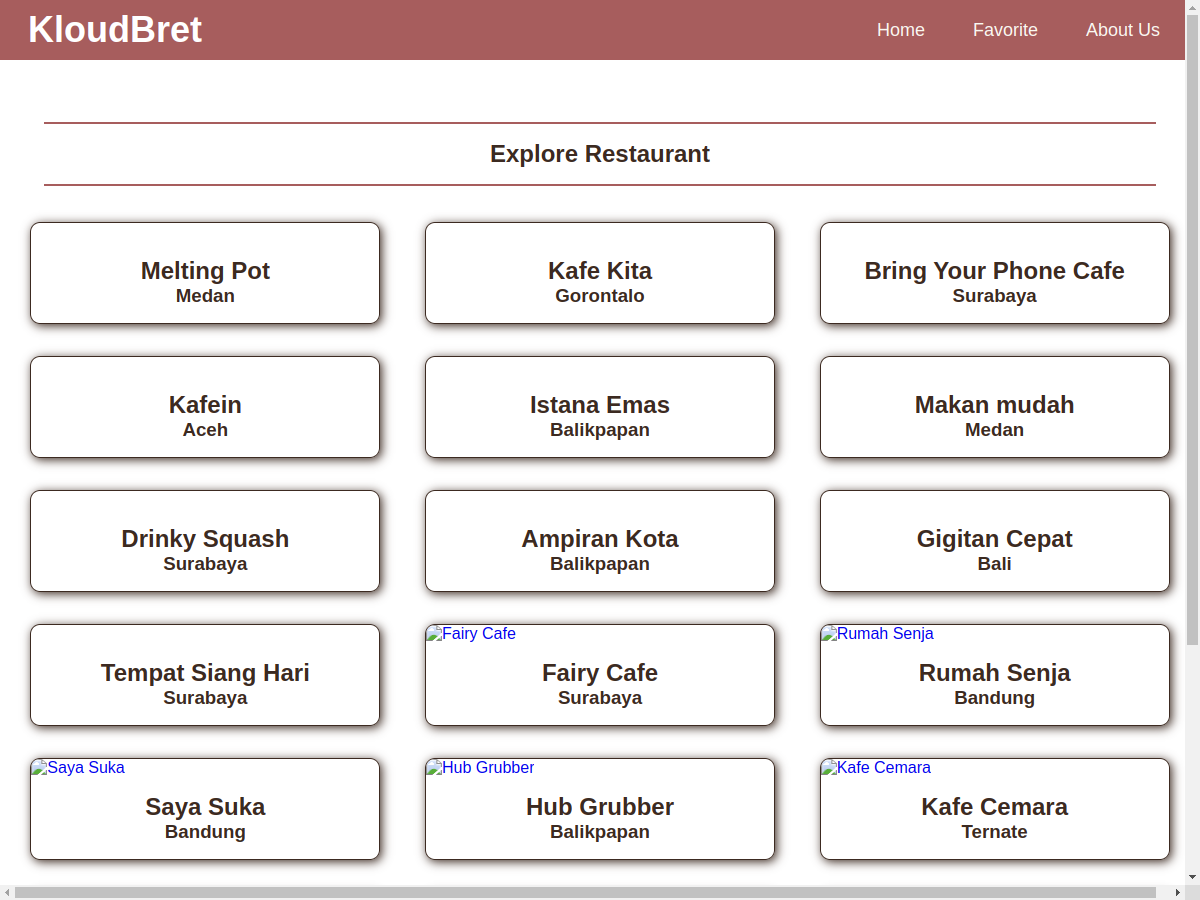 KloudBret
Home
Favorite
About Us
Explore Restaurant
Melting Pot
Medan
Kafe Kita
Gorontalo
Bring Your Phone Cafe
Surabaya
Kafein
Aceh
Istana Emas
Balikpapan
Makan mudah
Medan
Drinky Squash
Surabaya
Ampiran Kota
Balikpapan
Gigitan Cepat
Bali
Tempat Siang Hari
Surabaya
Fairy Cafe
Fairy Cafe
Surabaya
Rumah Senja
Rumah Senja
Bandung
Saya Suka
Saya Suka
Bandung
Hub Grubber
Hub Grubber
Balikpapan
Kafe Cemara
Kafe Cemara
Ternate